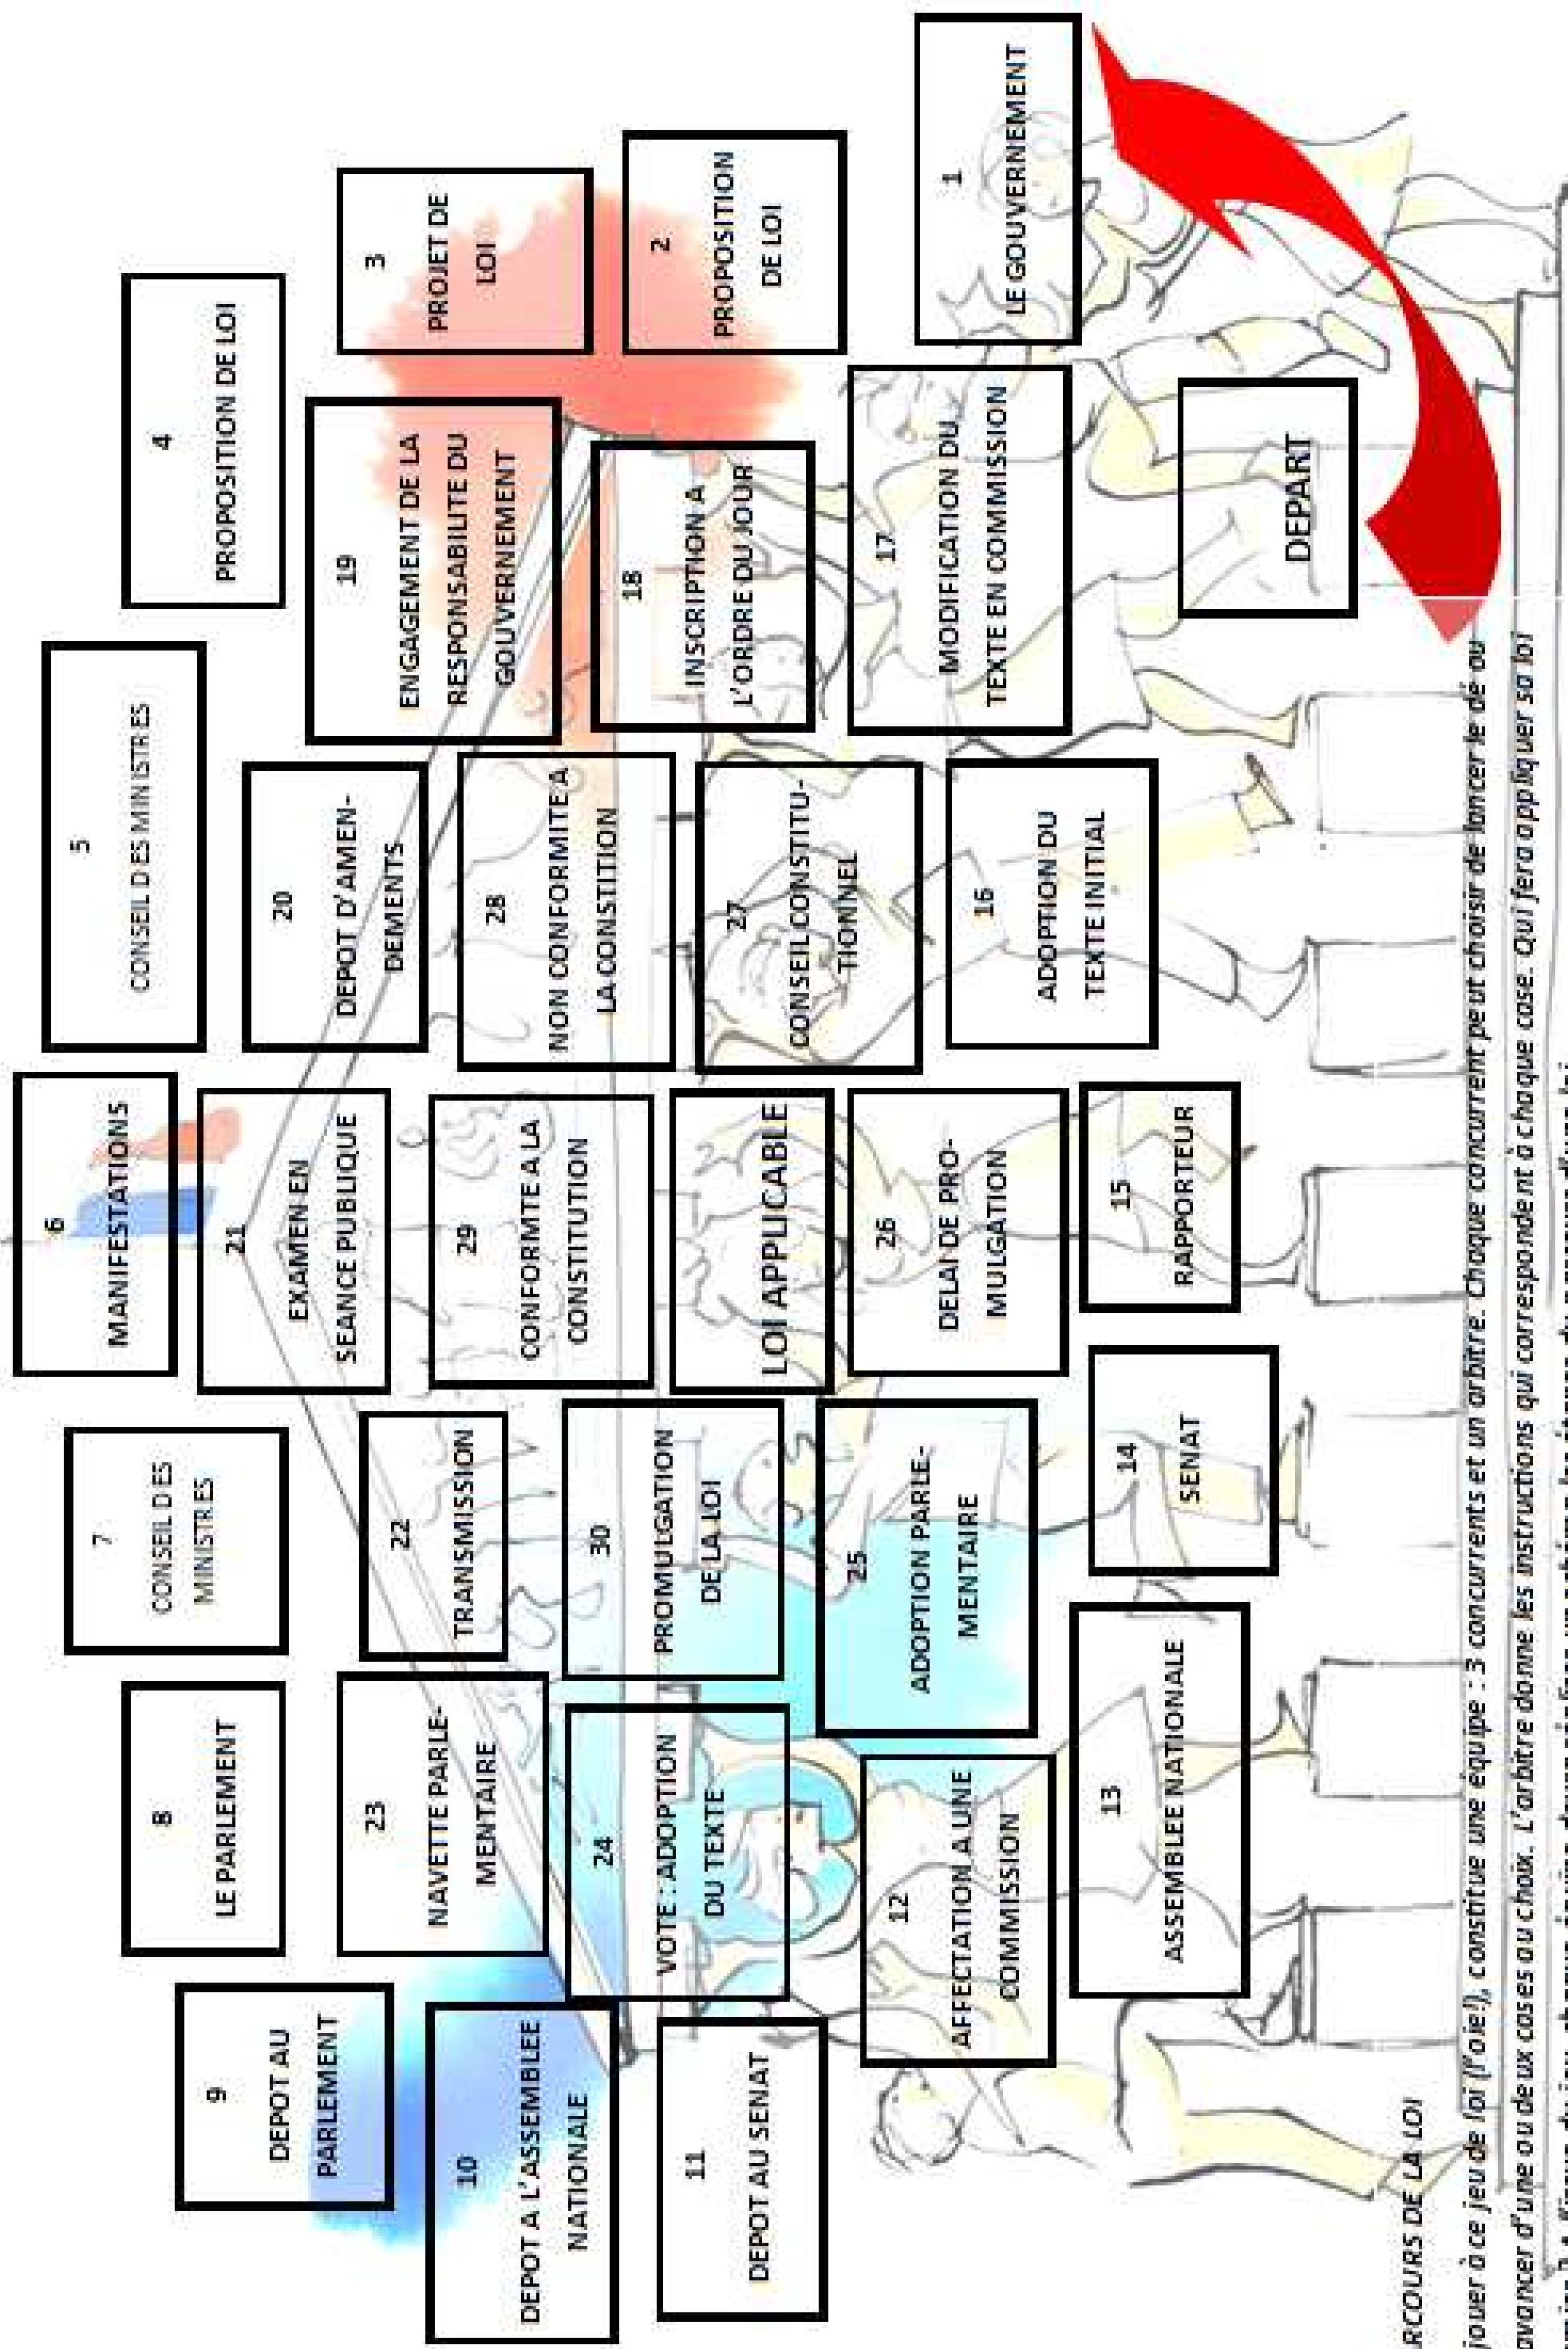 DEPART
1
LE GOUVERNEMENT
2
PROPOSITION
DE LOI
3
PROJET DE
LOI
4
PROPOSITION DE LOI
5
CONSEIL DES MINISTRES
6
MANIFESTATIONS
7
CONSEIL DES
MINISTRES
8
LE PARLEMENT
9
DEPOT AU
PARLEMENT
10
DEPOT A L'ASSEMBLEE
NATIONALE
11
DEPOT AU SENAT
12
AFFECTATION A UNE
COMMISSION
13
ASSEMBLEE NATIONALE
14
SENAT
15
RAPPORTEUR
16
ADOPTION DU
TEXTE INITIAL
17
MODIFICATION DU
TEXTE EN COMMISSION
18
INSCRIPTION A
L'ORDRE DU JOUR
19
ENGAGEMENT DE LA
RESPONSABILITE DU
GOUVERNEMENT
20
DEPOT D'AMEN-
DEMENTS
21
EXAMEN EN
SEANCE PUBLIQUE
22
TRANSMISSION
23
NAVETTE PARLE-
MENTAIRE
24
VOTE : ADOPTION
DU TEXTE
25
ADOPTION PARLE-
MENTAIRE
26
DELAI DE PRO-
MULGATION
27
CONSEIL CONSTITU-
TIONNEL
28
NON CONFORMITE A
LA CONSTITION
29
CONFORMTE A LA
CONSTITUTION
30
PROMULGATION
DE LA LOI
LOI APPLICABLE
RCOURS DE LA LOI
jouer à ce jeu de loi (l'oie!), constitue une équipe : 3 concurrents et un arbitre. Chaque concurrent peut choisir de lancer le dé ou
avancer d'une ou deux cases au choix. L'arbitre donne les instructions qui correspondent à chaque case. Qui fera appliquer sa loi